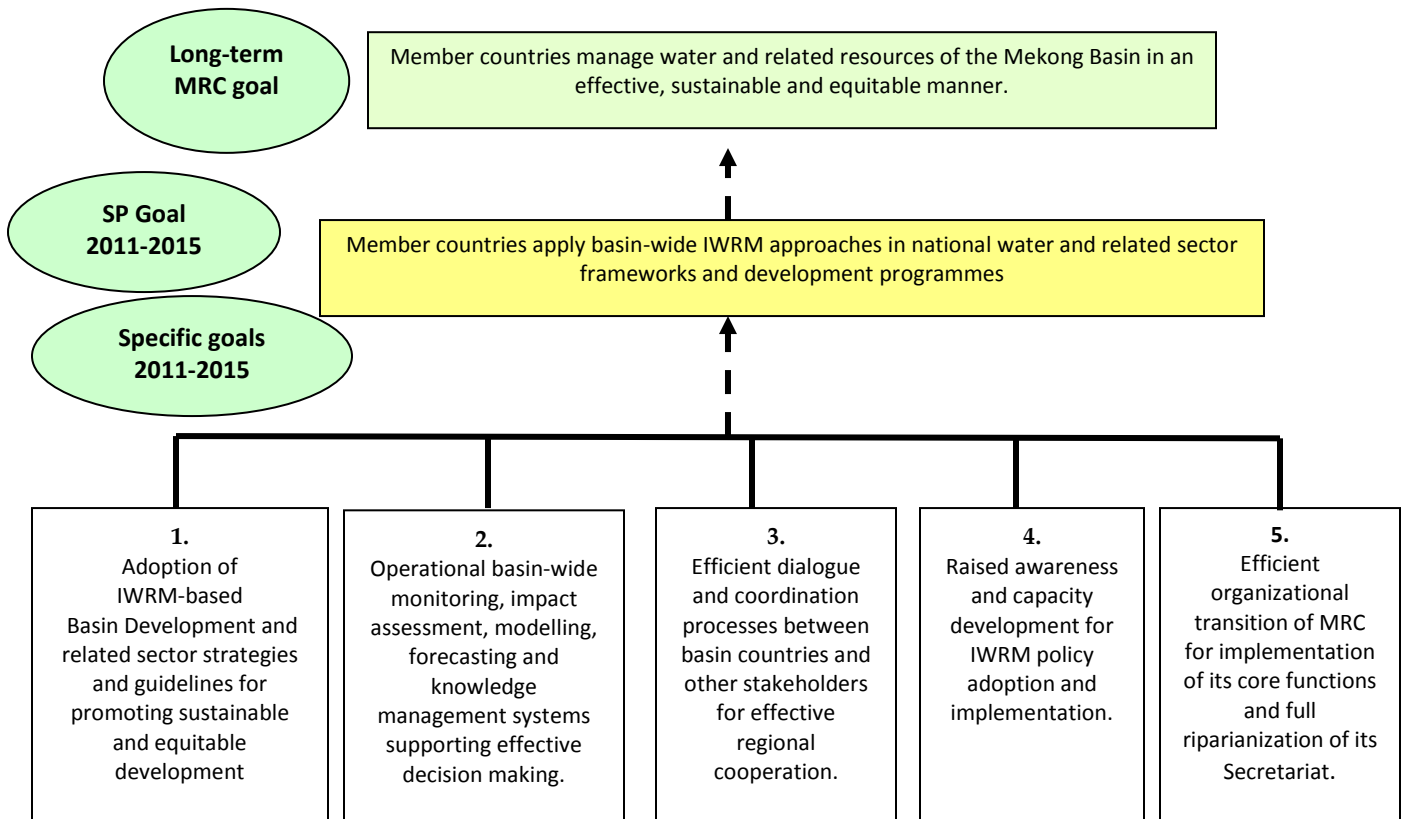 Long-term
MRC goal
Member countries manage water and related resources of the Mekong Basin in an
effective, sustainable and equitable manner.
SP Goal
2011-2015
Member countries apply basin-wide IWRM approaches in national water and related sector
frameworks and development programmes
Specific goals
2011-2015
1.
Adoption of
IWRM-based
Basin Development and
related sector strategies
and guidelines for
promoting sustainable
and equitable
development
2.
Operational basin-wide
monitoring, impact
assessment, modelling,
forecasting and
knowledge
management systems
supporting effective
decision making.
3.
Efficient dialogue
and coordination
processes between
basin countries and
other stakeholders
for effective
regional
cooperation.
4.
Raised awareness
and capacity
development for
IWRM policy
adoption and
implementation.
5.
Efficient
organizational
transition of MRC
for implementation
of its core functions
and full
riparianization of its
Secretariat.